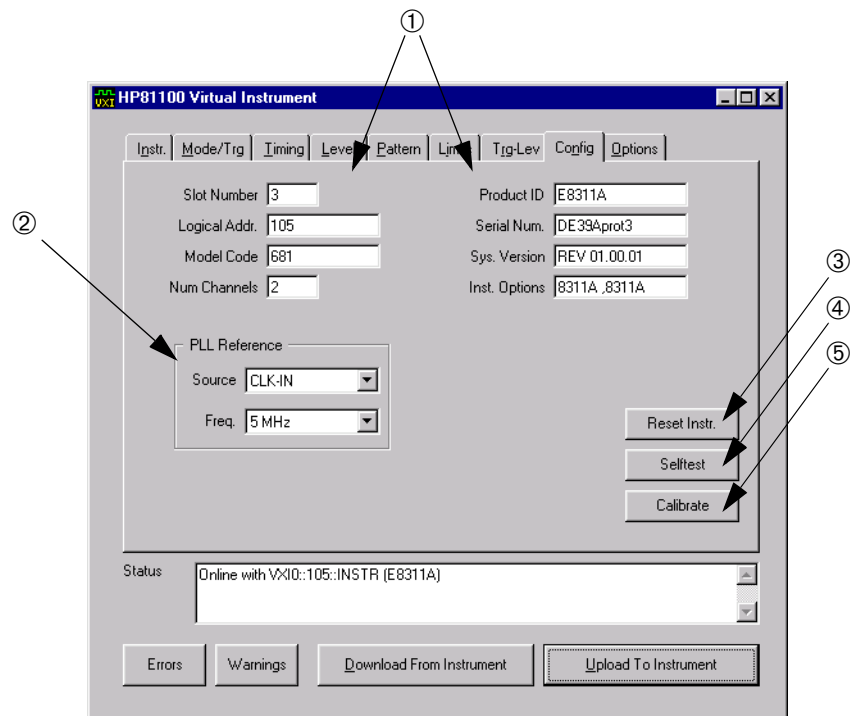 ①
HP81100 Virtual Instrument
VXI
Instr. Mode/Trg Timing Level Pattern Trg-Lev Config Options
Slot Number 3 Product ID E8311A
②
Logical Addr. 105 Serial Num. DE39Aprot3
Model Code 681 Sys. Version REV 01.00.01
③
Num Channels 2 Inst. Options 8311A ,8311A
④
PLL Reference
⑤
Source CLK-IN
Freq. 5 MHz
Reset Instr.
Selftest
Calibrate
Status Online with VXI0::105::INSTR (E8311A)
Errors Warnings Download From Instrument Upload To Instrument